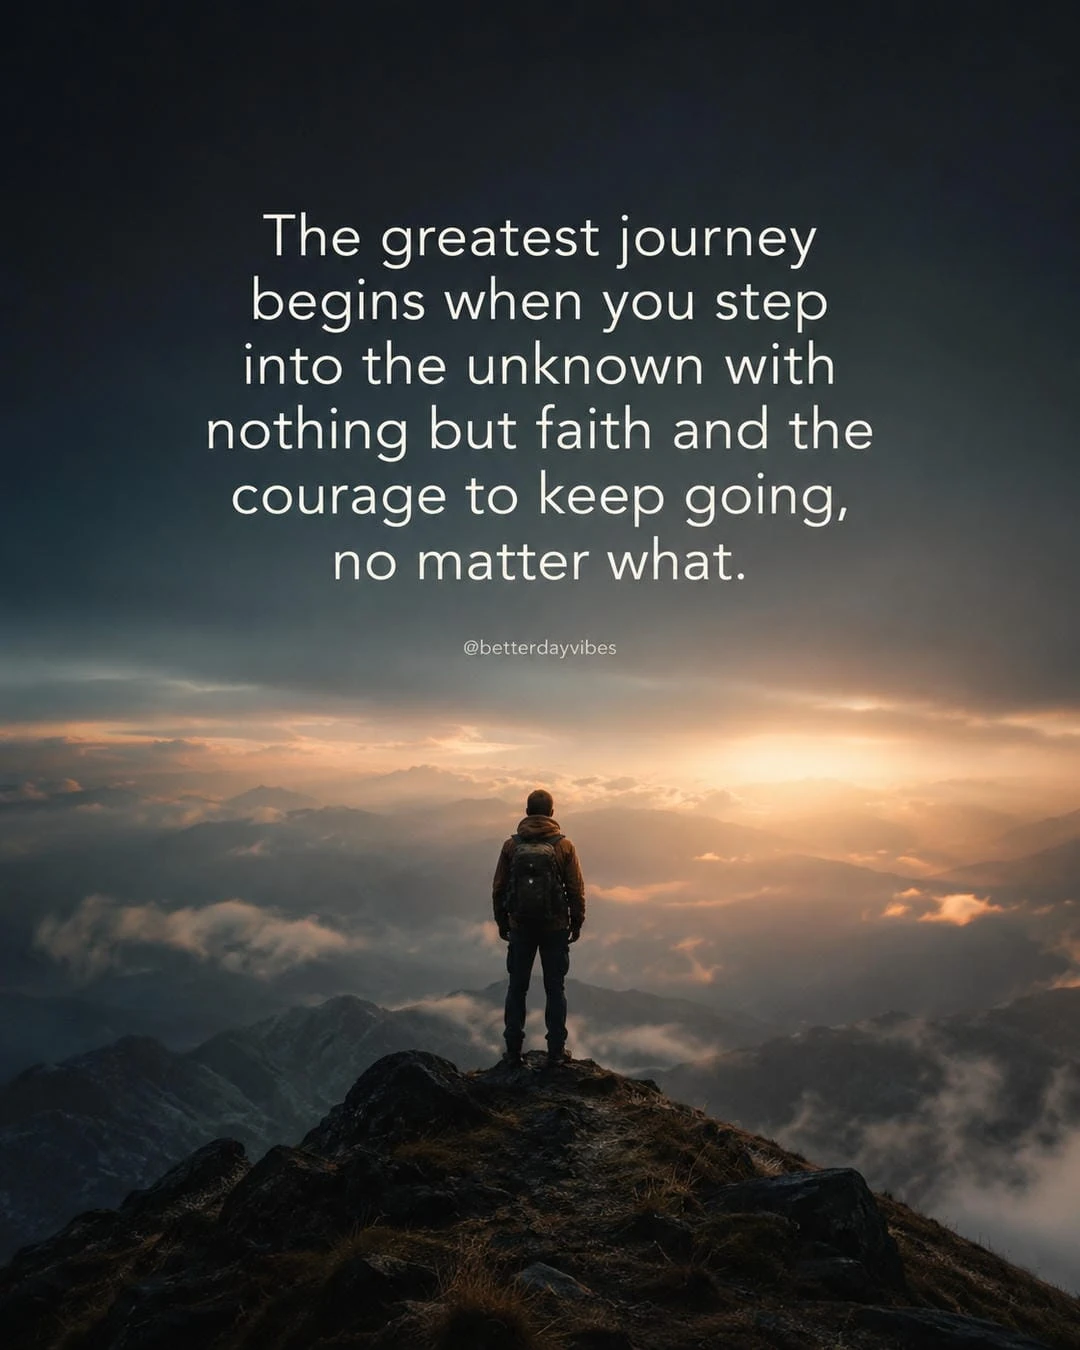 The greatest journey
begins when you step
into the unknown with
nothing but faith and the
courage to keep going,
no matter what.
@betterdayvibes